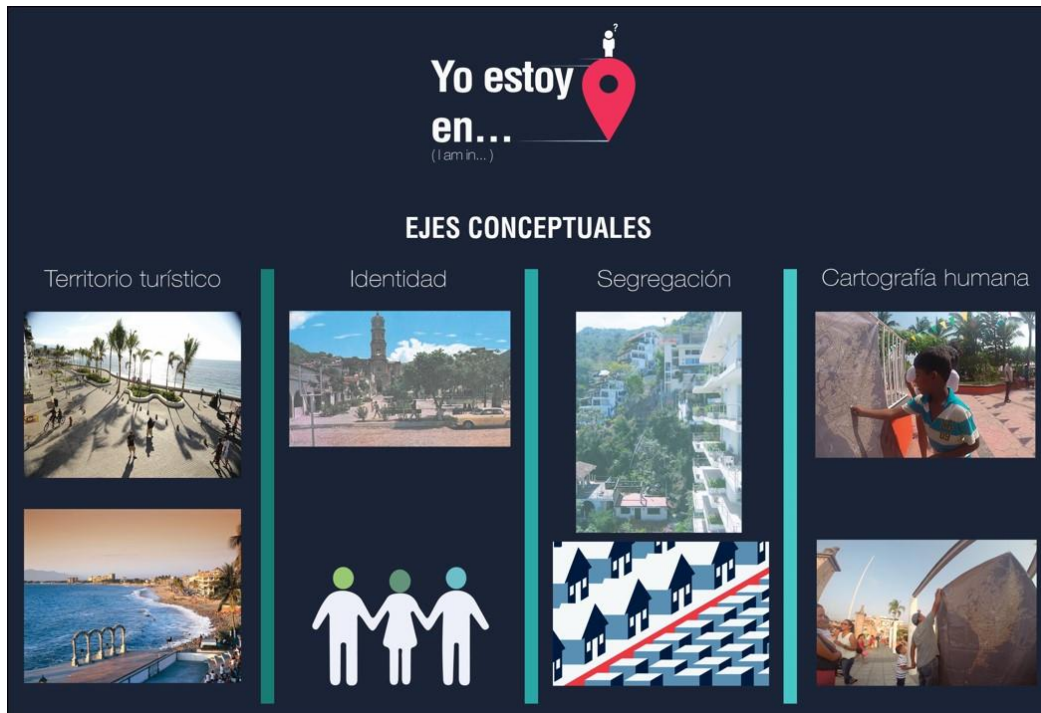 ?
Yo estoy
en...
(I am in...)
EJES CONCEPTUALES
Territorio turístico
Identidad
Segregación
Cartografía humana